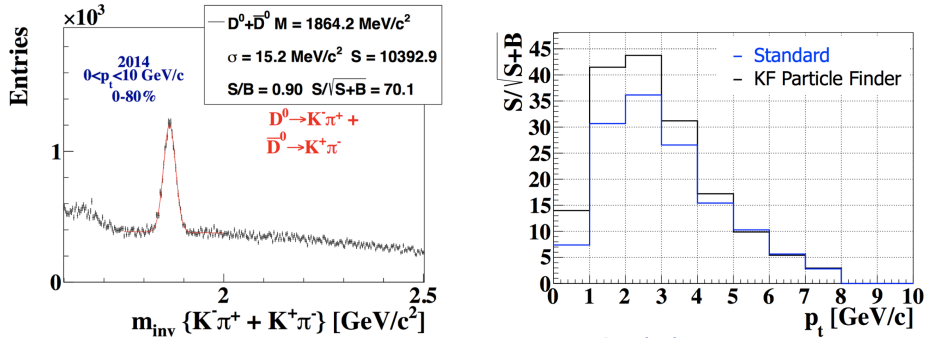 ×10³
D⁰+D̄⁰ M = 1864.2 MeV/c²
σ = 15.2 MeV/c² S = 10392.9
S/B = 0.90 S/√S+B = 70.1
2014
0<pₜ<10 GeV/c
0-80%
D⁰→K⁻π⁺ +
D̄⁰→K⁺π⁻
Entries
1
0
2
2.5
m_inv {K⁻π⁺ + K⁺π⁻} [GeV/c²]
S/√S+B
45
40
35
30
25
20
15
10
5
0
Standard
KF Particle Finder
0 1 2 3 4 5 6 7 8 9 10
pₜ [GeV/c]